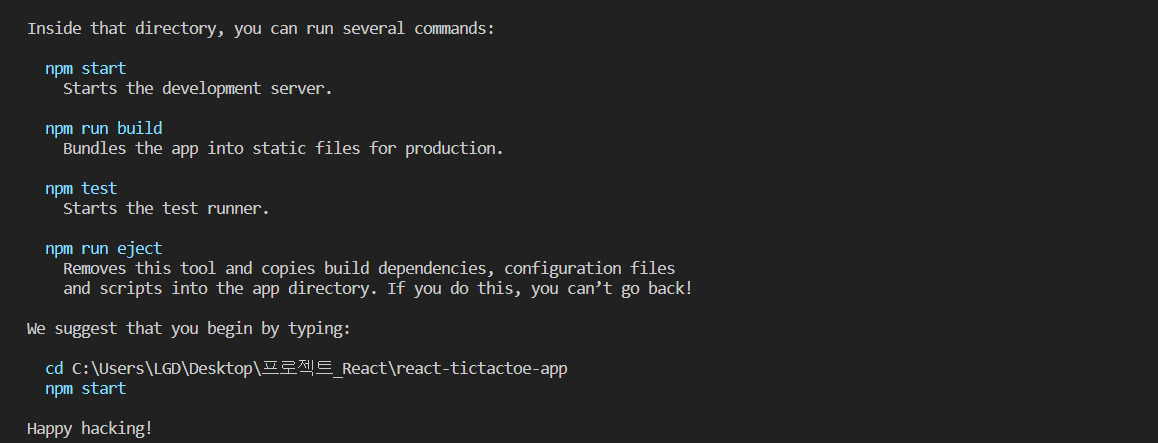 Inside that directory, you can run several commands:
npm start
Starts the development server.
npm run build
Bundles the app into static files for production.
npm test
Starts the test runner.
npm run eject
Removes this tool and copies build dependencies, configuration files
and scripts into the app directory. If you do this, you can’t go back!
We suggest that you begin by typing:
cd C:\Users\LGD\Desktop\프로젝트_React\react-tictactoe-app
npm start
Happy hacking!